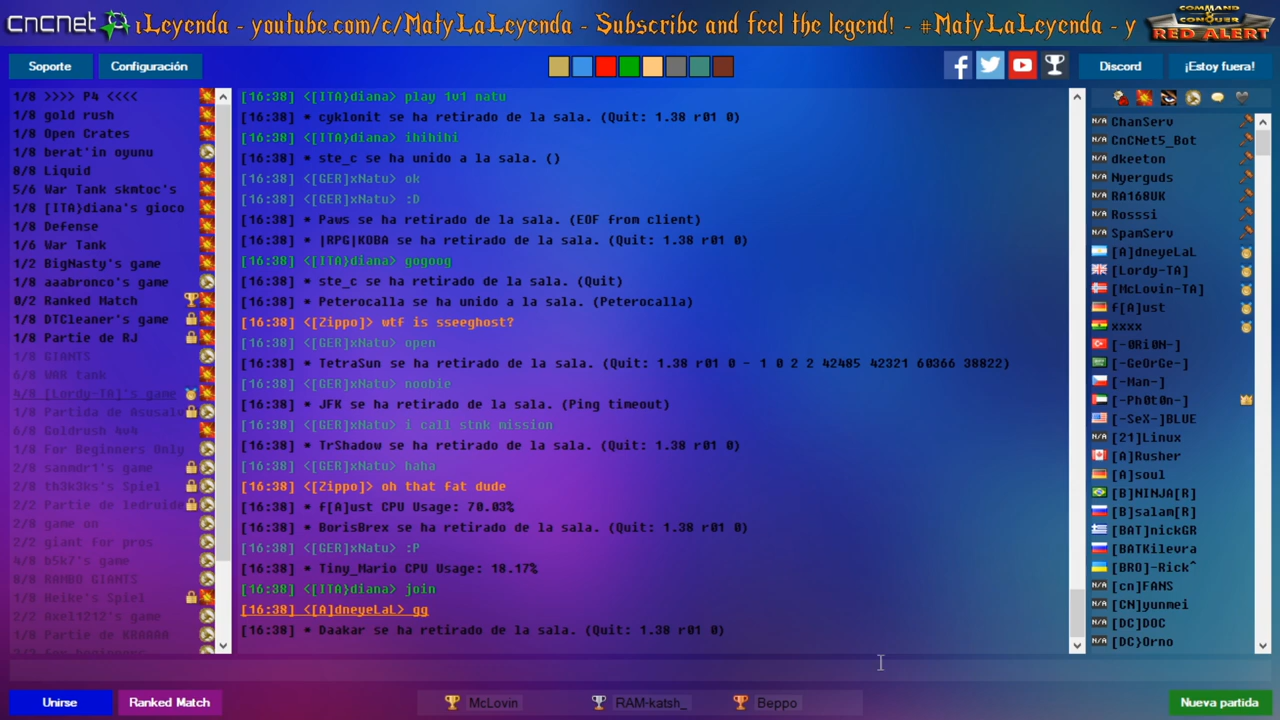 cncnet
iLeyenda - youtube.com/c/MatyLaLeyenda - Subscribe and feel the legend! - #MatyLaLeyenda - y
COMMAND & CONQUER
RED ALERT
Soporte
Configuración
Discord
¡Estoy fuera!
1/8 >>>> P4 <<<<
1/8 gold rush
1/8 Open Crates
1/8 berat'in oyunu
8/8 Liquid
5/6 War Tank skmtoc's
1/8 [ITA}diana's gioco
1/8 Defense
1/6 War Tank
1/2 BigNasty's game
1/8 aaabronco's game
0/2 Ranked Match
1/8 DTCleaner's game
1/8 Partie de RJ
1/8 GIANTS
6/8 WAR tank
4/8 [Lordy-TA]'s game
1/8 Partida de Asusalv
6/8 Goldrush 4v4
1/8 For Beginners Only
2/8 sanmdr1's game
2/8 th3k3ks's Spiel
2/2 Partie de ledruide
2/8 game on
2/2 giant for pros
4/8 b5k7's game
8/8 RAMBO GIANTS
1/8 Heike's Spiel
2/2 Axel1212's game
1/8 Partie de KRAAAA
[16:38] <[ITA}diana> play 1v1 natu
[16:38] * cyklonit se ha retirado de la sala. (Quit: 1.38 r01 0)
[16:38] <[ITA}diana> ihihihi
[16:38] * ste_c se ha unido a la sala. ()
[16:38] <[GER]xNatu> ok
[16:38] <[GER]xNatu> :D
[16:38] * Paws se ha retirado de la sala. (EOF from client)
[16:38] * |RPG|KOBA se ha retirado de la sala. (Quit: 1.38 r01 0)
[16:38] <[ITA}diana> gogoog
[16:38] * ste_c se ha retirado de la sala. (Quit)
[16:38] * Peterocalla se ha unido a la sala. (Peterocalla)
[16:38] <[Zippo]> wtf is sseeghost?
[16:38] <[GER]xNatu> open
[16:38] * TetraSun se ha retirado de la sala. (Quit: 1.38 r01 0 - 1 0 2 2 42485 42321 60366 38822)
[16:38] <[GER]xNatu> noobie
[16:38] * JFK se ha retirado de la sala. (Ping timeout)
[16:38] <[GER]xNatu> i call stnk mission
[16:38] * TrShadow se ha retirado de la sala. (Quit: 1.38 r01 0)
[16:38] <[GER]xNatu> haha
[16:38] <[Zippo]> oh that fat dude
[16:38] * f[A]ust CPU Usage: 70.03%
[16:38] * BorisBrex se ha retirado de la sala. (Quit: 1.38 r01 0)
[16:38] <[GER]xNatu> :P
[16:38] * Tiny_Mario CPU Usage: 18.17%
[16:38] <[ITA}diana> join
[16:38] <[A]dneyeLaL> gg
[16:38] * Daakar se ha retirado de la sala. (Quit: 1.38 r01 0)
N/A ChanServ
N/A CnCNet5_Bot
N/A dkeeton
N/A Nyerguds
N/A RA168UK
N/A Rosssi
N/A SpamServ
[A]dneyeLaL
[Lordy-TA]
[McLovin-TA]
f[A]ust
xxxx
[-0Ri0N-]
[-GeOrGe-]
[-Man-]
[-Ph0t0n-]
[-SeX-]BLUE
N/A [21]Linux
[A]Rusher
[A]soul
[B]NINJA[R]
[B]salam[R]
[BAT]nickGR
[BATKilevra
[BRO]-Rick^
N/A [cn]FANS
N/A [CN]yunmei
N/A [DC]DOC
N/A [DC}Orno
Unirse
Ranked Match
McLovin
RAM-katsh_
Beppo
Nueva partida